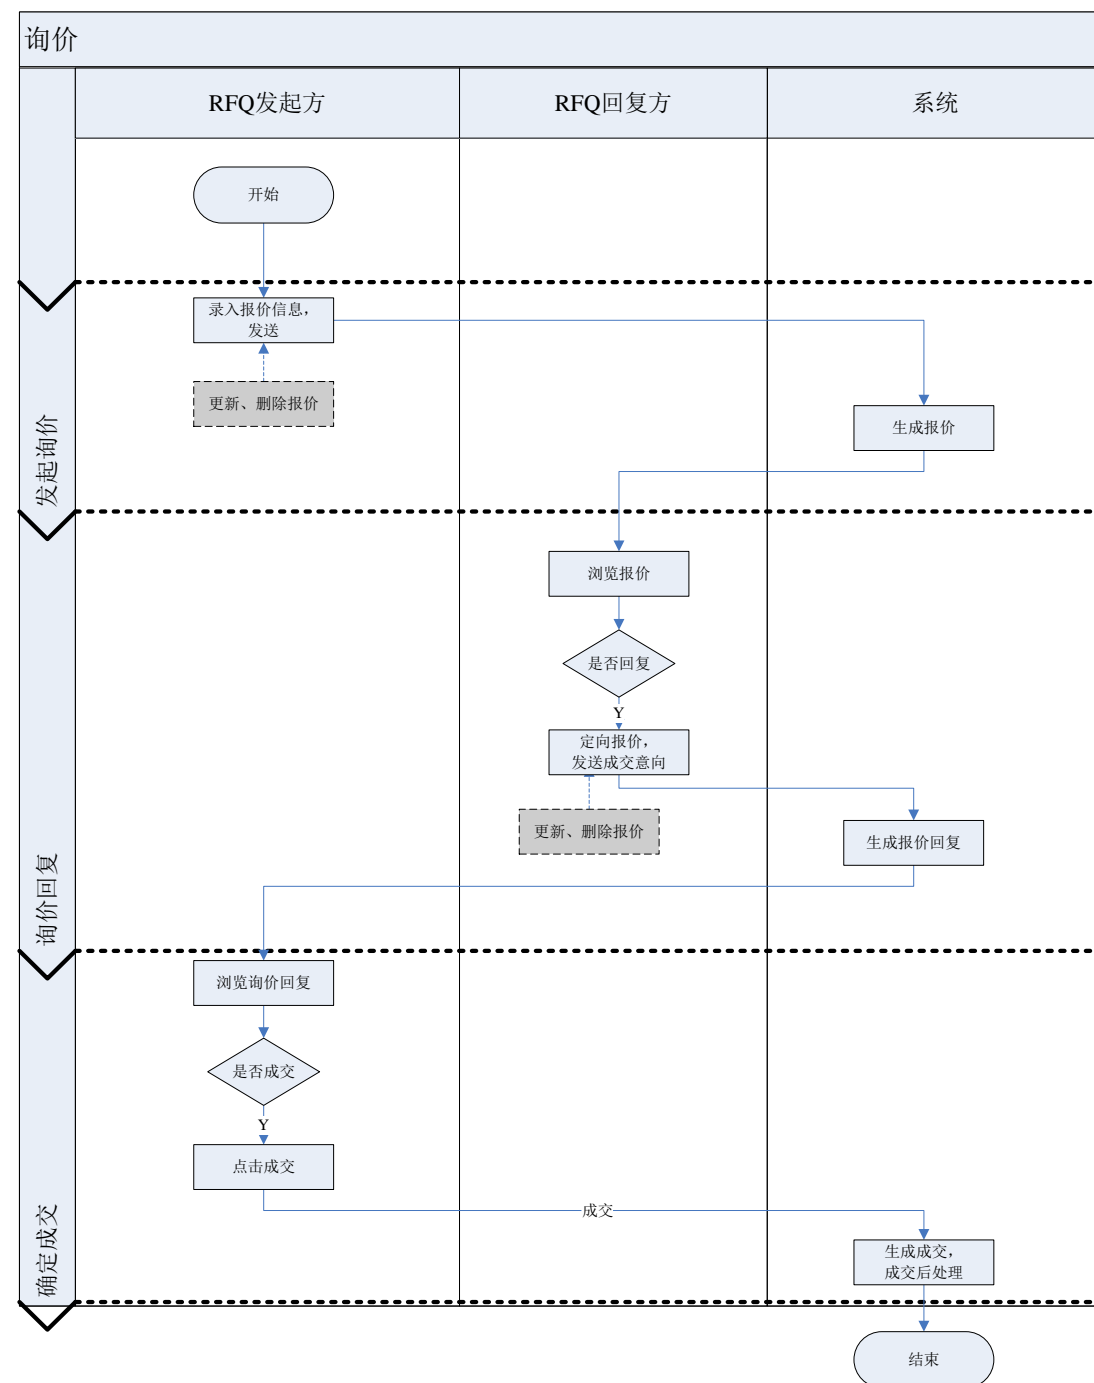 询价
RFQ发起方
RFQ回复方
系统
开始
发起询价
录入报价信息，
发送
更新、删除报价
生成报价
询价回复
浏览报价
是否回复
Y
定向报价，
发送成交意向
更新、删除报价
生成报价回复
确定成交
浏览询价回复
是否成交
Y
点击成交
成交
生成成交，
成交后处理
结束